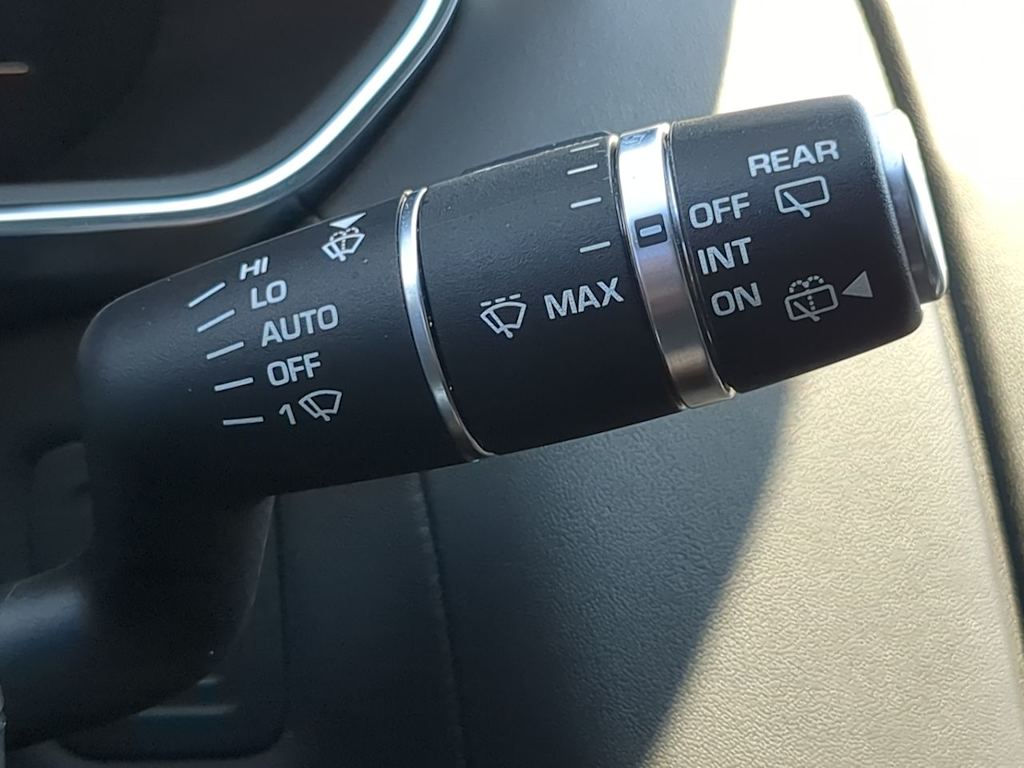 HI
LO
AUTO
OFF
1
MAX
REAR
OFF
INT
ON